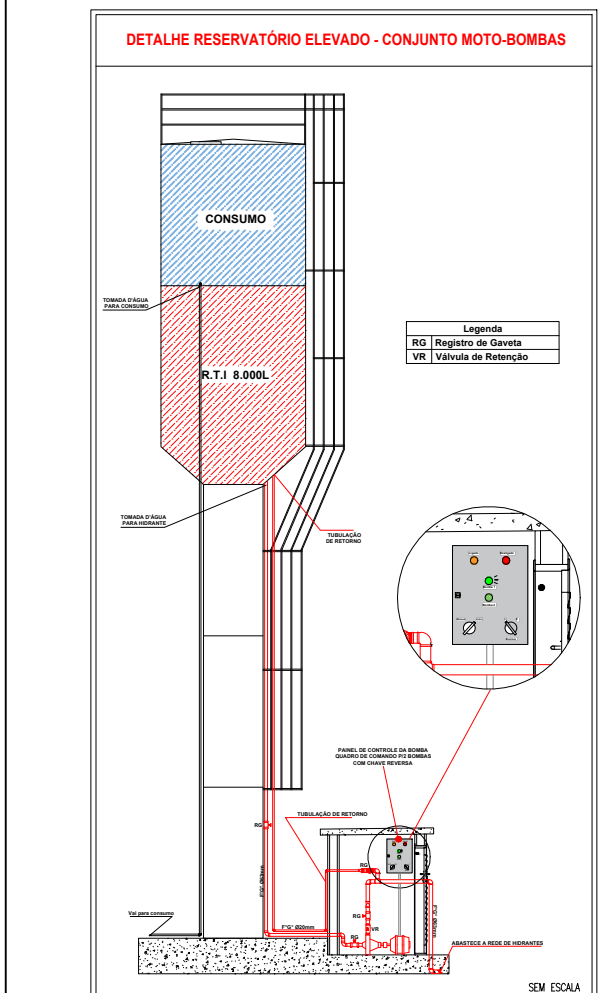 DETALHE RESERVATÓRIO ELEVADO - CONJUNTO MOTO-BOMBAS
CONSUMO
TOMADA D'ÁGUA
PARA CONSUMO
Legenda
RG Registro de Gaveta
VR Válvula de Retenção
R.T.I 8.000L
TOMADA D'ÁGUA
PARA HIDRANTE
TUBULAÇÃO
DE RETORNO
PAINEL DE CONTROLE DA BOMBA
QUADRO DE COMANDO P/2 BOMBAS
COM CHAVE REVERSA
TUBULAÇÃO DE RETORNO
RG
RG
F°G° Ø63mm
Vai para consumo
RG
F°G° Ø20mm
VR
RG
F°G° Ø63mm
ABASTECE A REDE DE HIDRANTES
SEM ESCALA